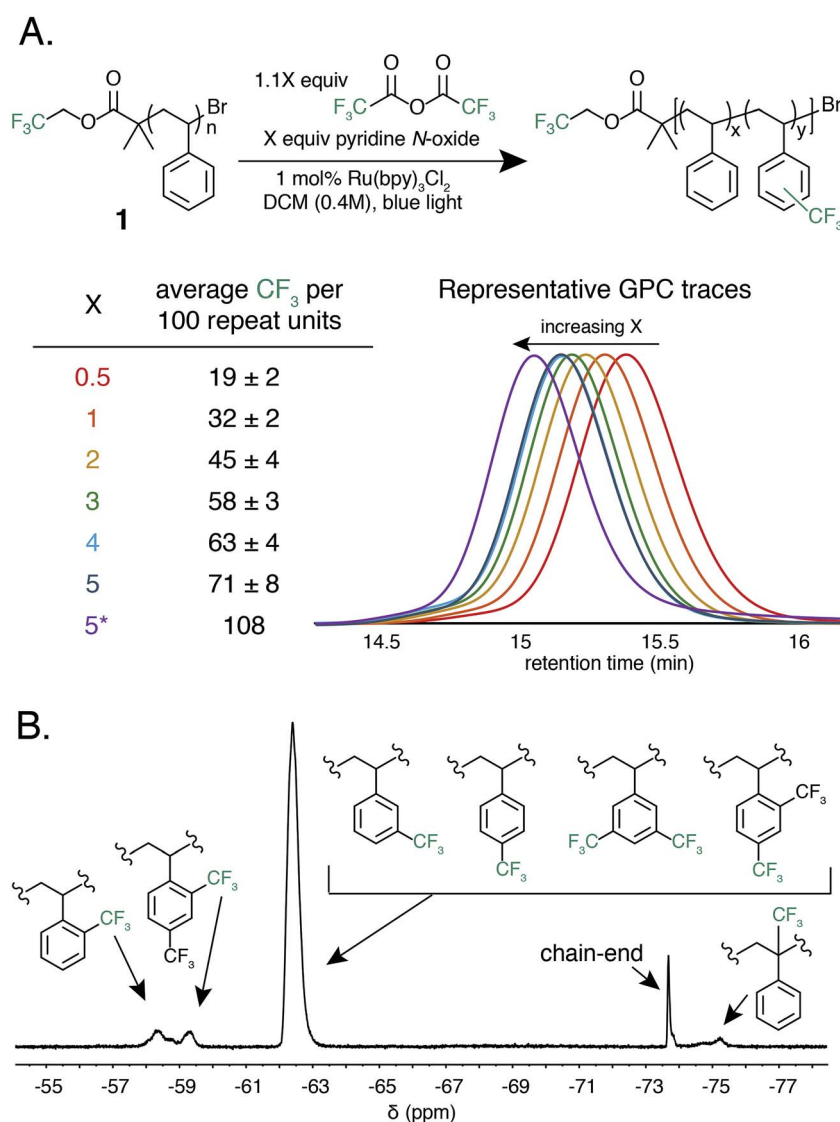 A.
1.1X equiv
O O
F3C O CF3
X equiv pyridine N-oxide
1 mol% Ru(bpy)3Cl2
DCM (0.4M), blue light
F3C O O Br n
1
F3C O O x y Br
CF3
X
average CF3 per
100 repeat units
0.5 19 ± 2
1 32 ± 2
2 45 ± 4
3 58 ± 3
4 63 ± 4
5 71 ± 8
5* 108
Representative GPC traces
increasing X
14.5 15 15.5 16
retention time (min)
B.
CF3
CF3
CF3
CF3
CF3
F3C CF3
CF3
CF3
chain-end
CF3
-55 -57 -59 -61 -63 -65 -67 -69 -71 -73 -75 -77
δ (ppm)